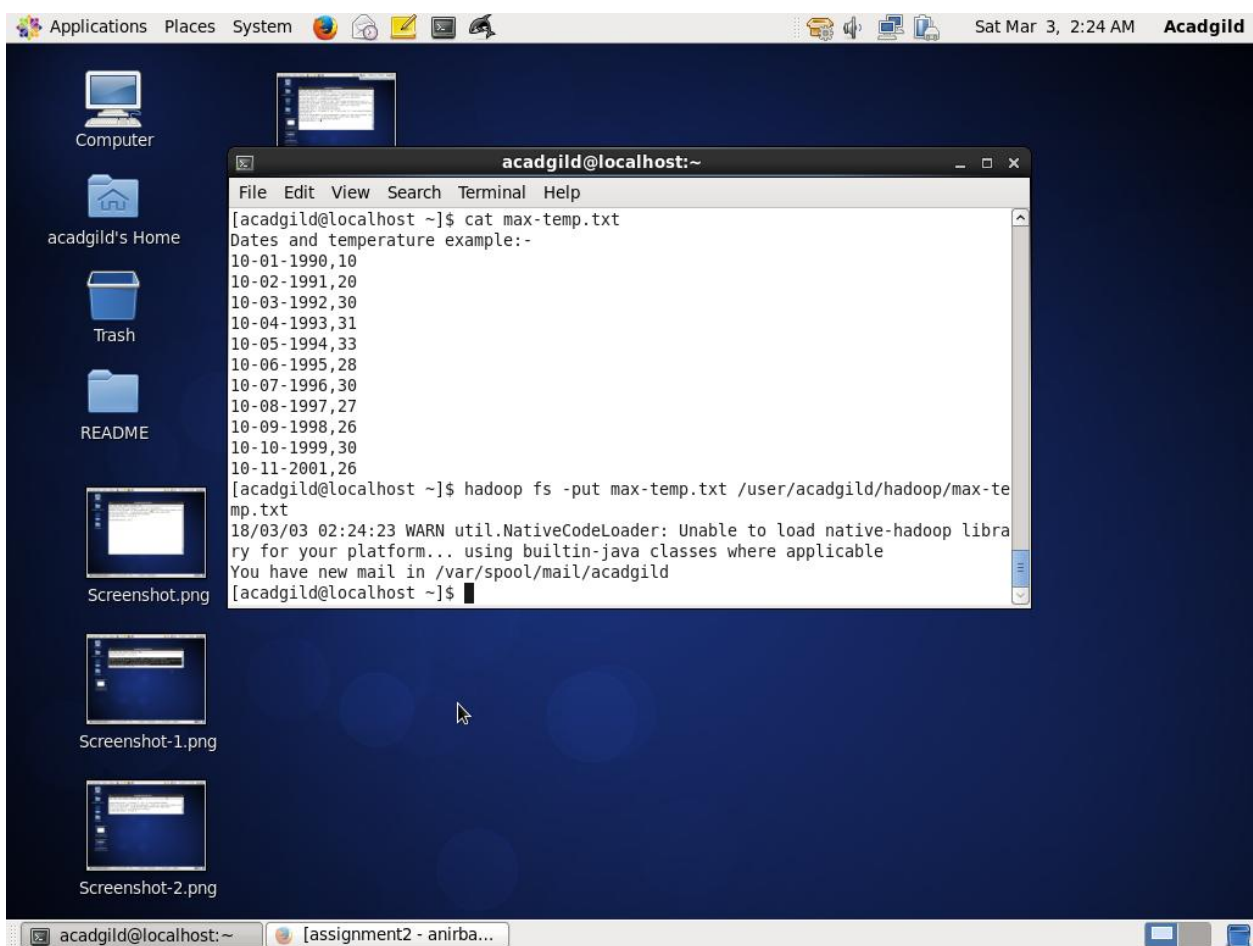 Applications Places System Sat Mar 3, 2:24 AM Acadgild
Computer
acadgild's Home
Trash
README
Screenshot.png
Screenshot-1.png
Screenshot-2.png
acadgild@localhost:~
File Edit View Search Terminal Help
[acadgild@localhost ~]$ cat max-temp.txt
Dates and temperature example:-
10-01-1990,10
10-02-1991,20
10-03-1992,30
10-04-1993,31
10-05-1994,33
10-06-1995,28
10-07-1996,30
10-08-1997,27
10-09-1998,26
10-10-1999,30
10-11-2001,26
[acadgild@localhost ~]$ hadoop fs -put max-temp.txt /user/acadgild/hadoop/max-te
mp.txt
18/03/03 02:24:23 WARN util.NativeCodeLoader: Unable to load native-hadoop libra
ry for your platform... using builtin-java classes where applicable
You have new mail in /var/spool/mail/acadgild
[acadgild@localhost ~]$
acadgild@localhost:~ [assignment2 - anirba...